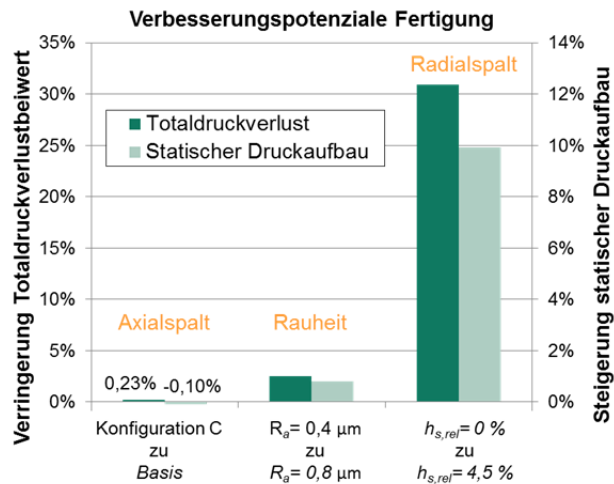 Verbesserungspotenziale Fertigung
Verringerung Totaldruckverlustbeiwert
35%
30%
25%
20%
15%
10%
5%
0%
Totaldruckverlust
Statischer Druckaufbau
Axialspalt
Rauheit
Radialspalt
0,23%
-0,10%
14%
12%
10%
8%
6%
4%
2%
0%
Steigerung statischer Druckaufbau
Konfiguration C
zu
Basis
Ra= 0,4 µm
zu
Ra= 0,8 µm
hs,rel= 0 %
zu
hs,rel= 4,5 %